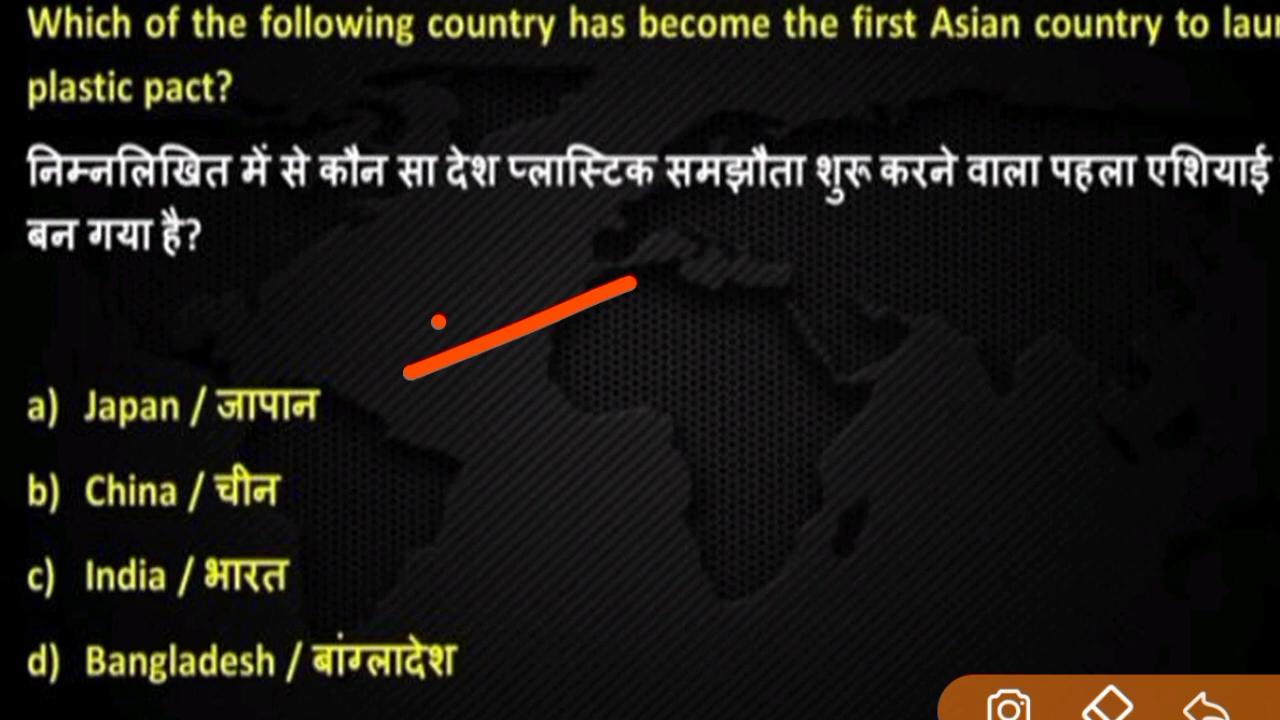 Which of the following country has become the first Asian country to
plastic pact?
निम्नलिखित में से कौन सा देश प्लास्टिक समझौता शुरू करने वाला पहला एशियाई
बन गया है?
a) Japan / जापान
b) China / चीन
c) India / भारत
d) Bangladesh / बांग्लादेश